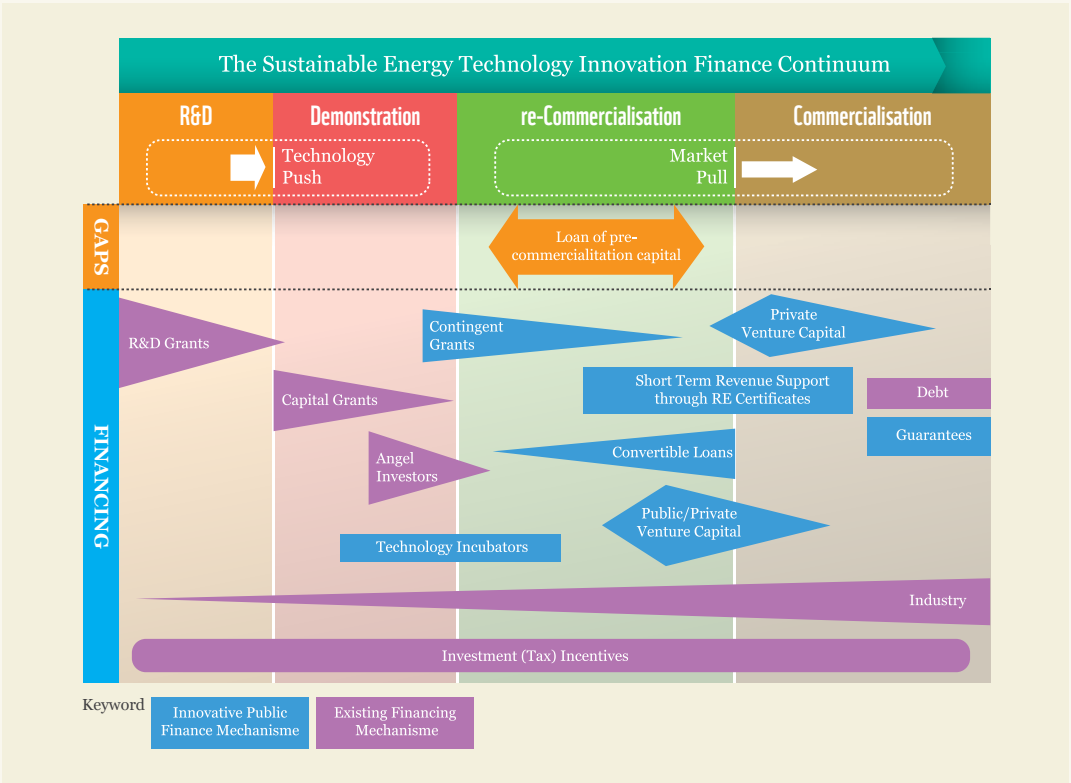 The Sustainable Energy Technology Innovation Finance Continuum
R&D
Demonstration
re-Commercialisation
Commercialisation
Technology
Push
Market
Pull
GAPS
Loan of pre-
commercialitation capital
FINANCING
R&D Grants
Contingent
Grants
Private
Venture Capital
Capital Grants
Short Term Revenue Support
through RE Certificates
Debt
Guarantees
Angel
Investors
Convertible Loans
Public/Private
Venture Capital
Technology Incubators
Industry
Investment (Tax) Incentives
Keyword
Innovative Public
Finance Mechanisme
Existing Financing
Mechanisme